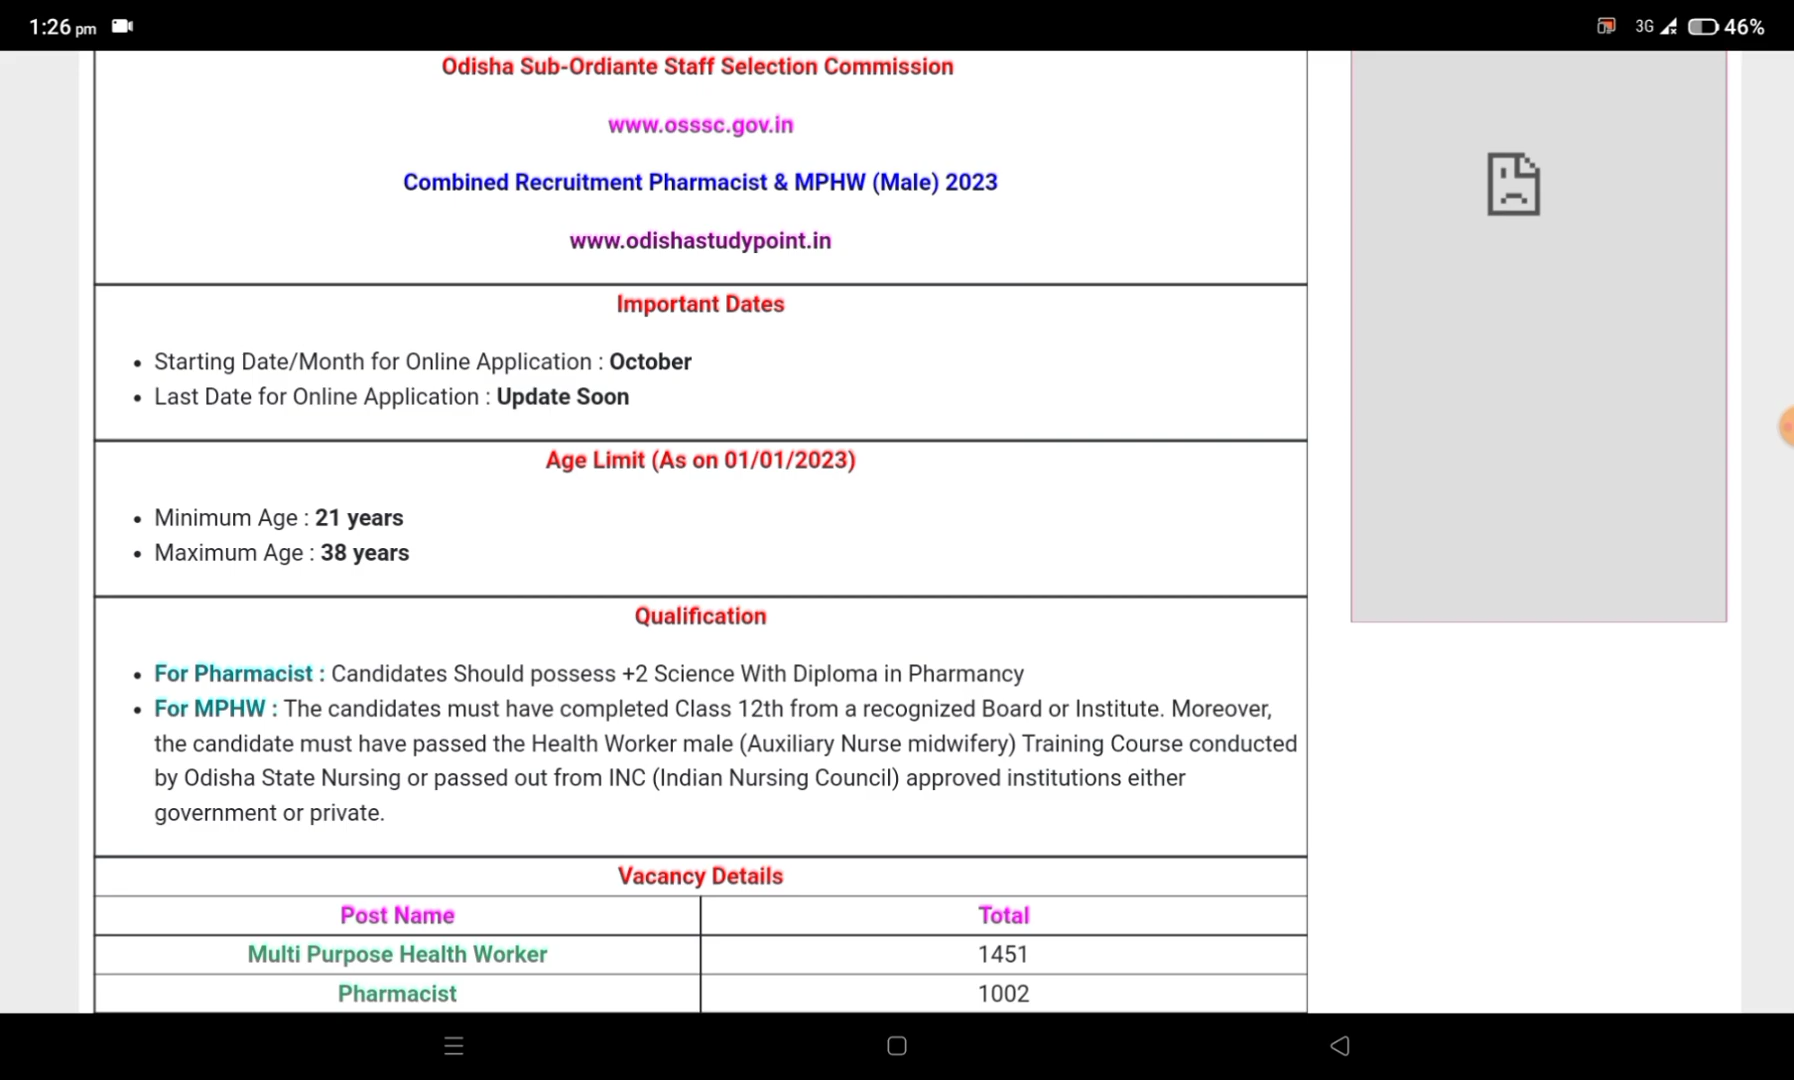 1:26 pm
3G
46%
Odisha Sub-Ordiante Staff Selection Commission
www.osssc.gov.in
Combined Recruitment Pharmacist & MPHW (Male) 2023
www.odishastudypoint.in
Important Dates
• Starting Date/Month for Online Application : October
• Last Date for Online Application : Update Soon
Age Limit (As on 01/01/2023)
• Minimum Age : 21 years
• Maximum Age : 38 years
Qualification
• For Pharmacist : Candidates Should possess +2 Science With Diploma in Pharmancy
• For MPHW : The candidates must have completed Class 12th from a recognized Board or Institute. Moreover,
the candidate must have passed the Health Worker male (Auxiliary Nurse midwifery) Training Course conducted
by Odisha State Nursing or passed out from INC (Indian Nursing Council) approved institutions either
government or private.
Vacancy Details
Post Name Total
Multi Purpose Health Worker 1451
Pharmacist 1002